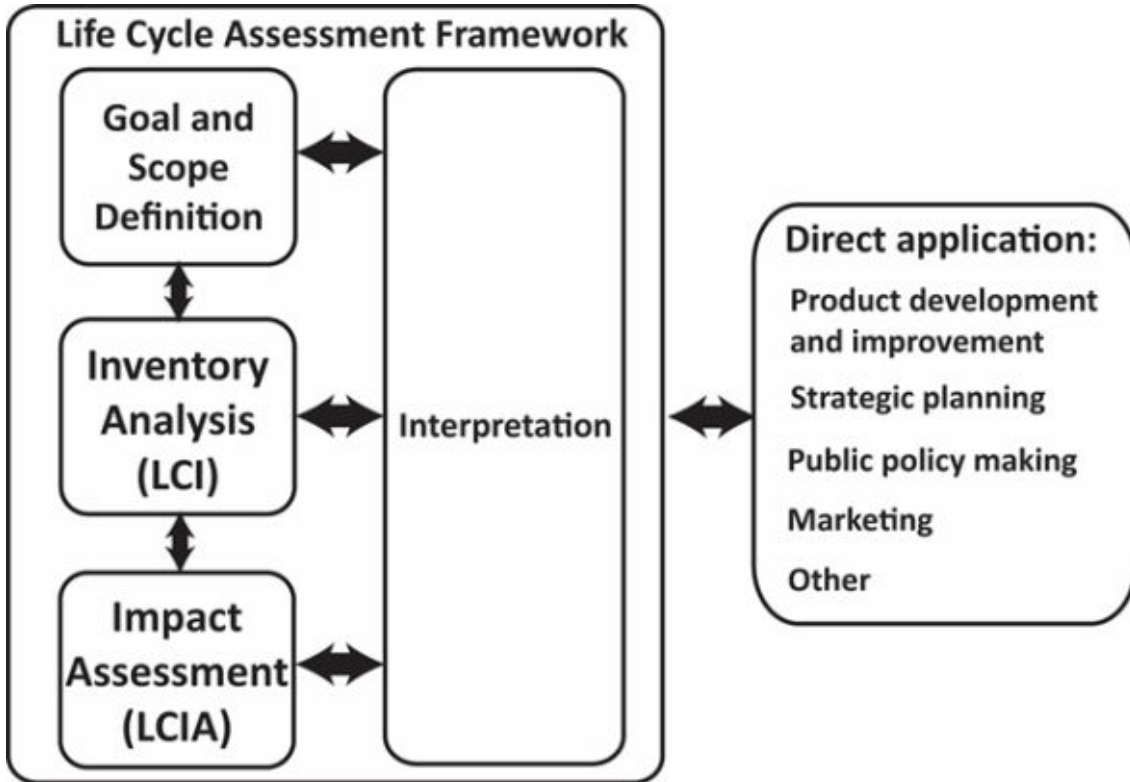 Life Cycle Assessment Framework
Goal and
Scope
Definition
Inventory
Analysis
(LCI)
Impact
Assessment
(LCIA)
Interpretation
Direct application:
Product development
and improvement
Strategic planning
Public policy making
Marketing
Other